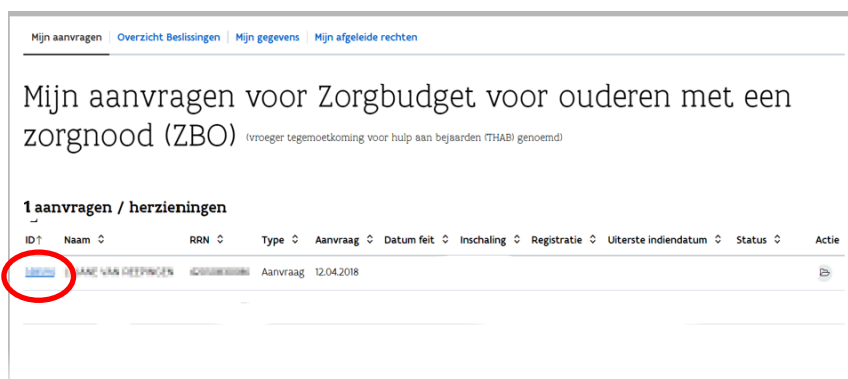 Mijn aanvragen Overzicht Beslissingen Mijn gegevens Mijn afgeleide rechten
Mijn aanvragen voor Zorgbudget voor ouderen met een
zorgnood (ZBO) (vroeger tegemoetkoming voor hulp aan bejaarden (THAB) genoemd)
1 aanvragen / herzieningen
ID↑ Naam RRN Type Aanvraag Datum feit Inschaling Registratie Uiterste indiendatum Status Actie
Aanvraag 12.04.2018